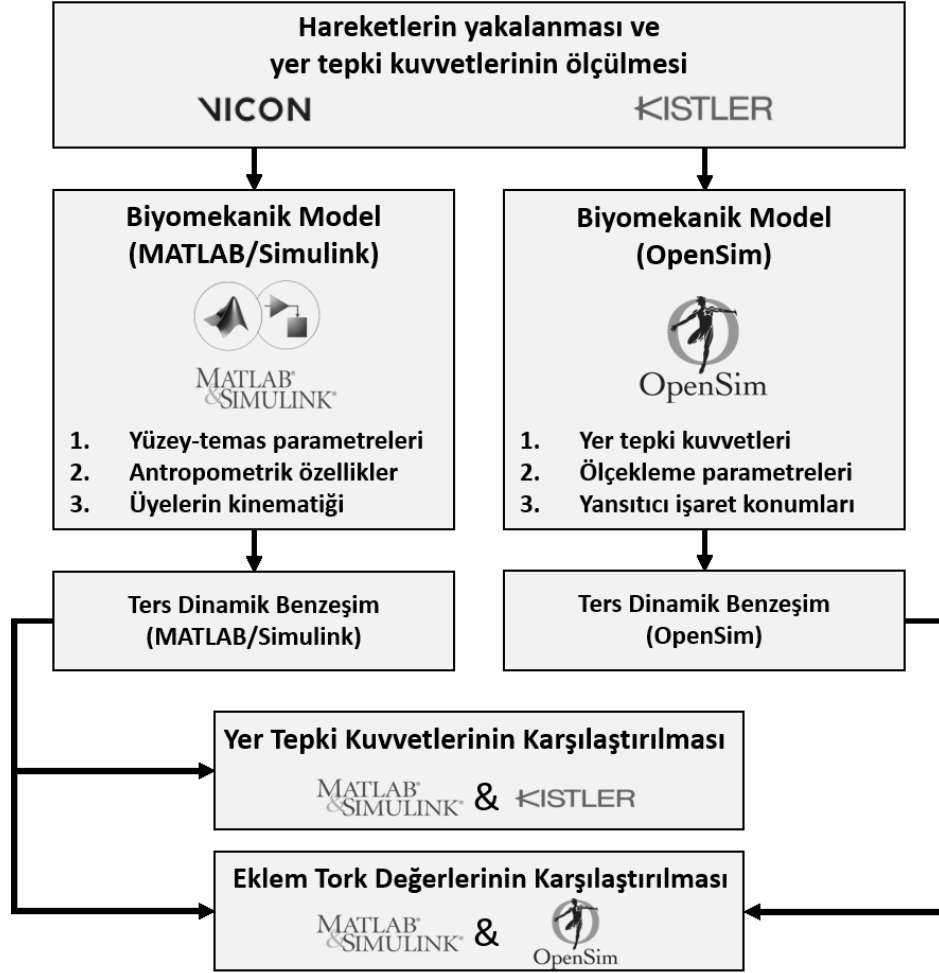 Hareketlerin yakalanması ve
yer tepki kuvvetlerinin ölçülmesi
VICON
KISTLER
Biyomekanik Model
(MATLAB/Simulink)
MATLAB®
&SIMULINK®
1. Yüzey-temas parametreleri
2. Antropometrik özellikler
3. Üyelerin kinematiği
Biyomekanik Model
(OpenSim)
OpenSim
1. Yer tepki kuvvetleri
2. Ölçekleme parametreleri
3. Yansıtıcı işaret konumları
Ters Dinamik Benzeşim
(MATLAB/Simulink)
Ters Dinamik Benzeşim
(OpenSim)
Yer Tepki Kuvvetlerinin Karşılaştırılması
MATLAB®
&SIMULINK® & KISTLER
Eklem Tork Değerlerinin Karşılaştırılması
MATLAB®
&SIMULINK® &
OpenSim